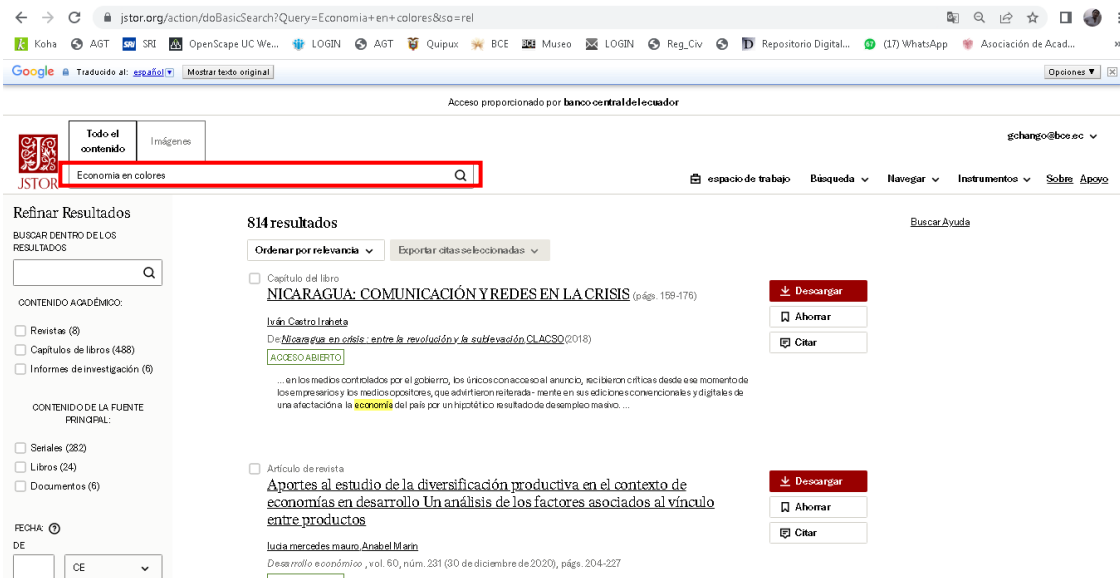 jstor.org/action/doBasicSearch?Query=Economia+en+colores&so=rel
Koha AGT SRI SRI OpenScape UC We... LOGIN AGT Quipux BCE BCE Museo LOGIN Reg_Civ D Repositorio Digital... (17) WhatsApp Asociación de Acad...
Google Traducido al: español Mostrar texto original Opciones ▼
Acceso proporcionado por banco central del ecuador
Todo el contenido Imágenes
gchango@bce.ec
JSTOR
Economia en colores
espacio de trabajo Búsqueda Navegar Instrumentos Sobre Apoyo
Refinar Resultados
BUSCAR DENTRO DE LOS
RESULTADOS
CONTENIDO ACADÉMICO:
Revistas (8)
Capítulos de libros (488)
Informes de investigación (6)
CONTENIDO DE LA FUENTE
PRINCIPAL:
Seriales (282)
Libros (24)
Documentos (6)
FECHA: ?
DE
CE
814 resultados
Buscar Ayuda
Ordenar por relevancia Exportar citas seleccionadas
Capítulo del libro
NICARAGUA: COMUNICACIÓN Y REDES EN LA CRISIS (págs. 159-176)
Iván Castro Iraheta
De:Nicaragua en crisis : entre la revolución y la sublevación,CLACSO(2018)
ACCESO ABIERTO
... en los medios controlados por el gobierno, los únicos con acceso al anuncio, recibieron críticas desde ese momento de
los empresarios y los medios opositores, que advirtieron reiterada- mente en sus ediciones convencionales y digitales de
una afectación a la economía del país por un hipotético resultado de desempleo masivo. ...
Descargar
Ahorrar
Citar
Artículo de revista
Aportes al estudio de la diversificación productiva en el contexto de
economías en desarrollo Un análisis de los factores asociados al vínculo
entre productos
lucia mercedes mauro,Anabel Marin
Desarrollo económico , vol. 60, núm. 231 (30 de diciembre de 2020), págs. 204-227
Descargar
Ahorrar
Citar